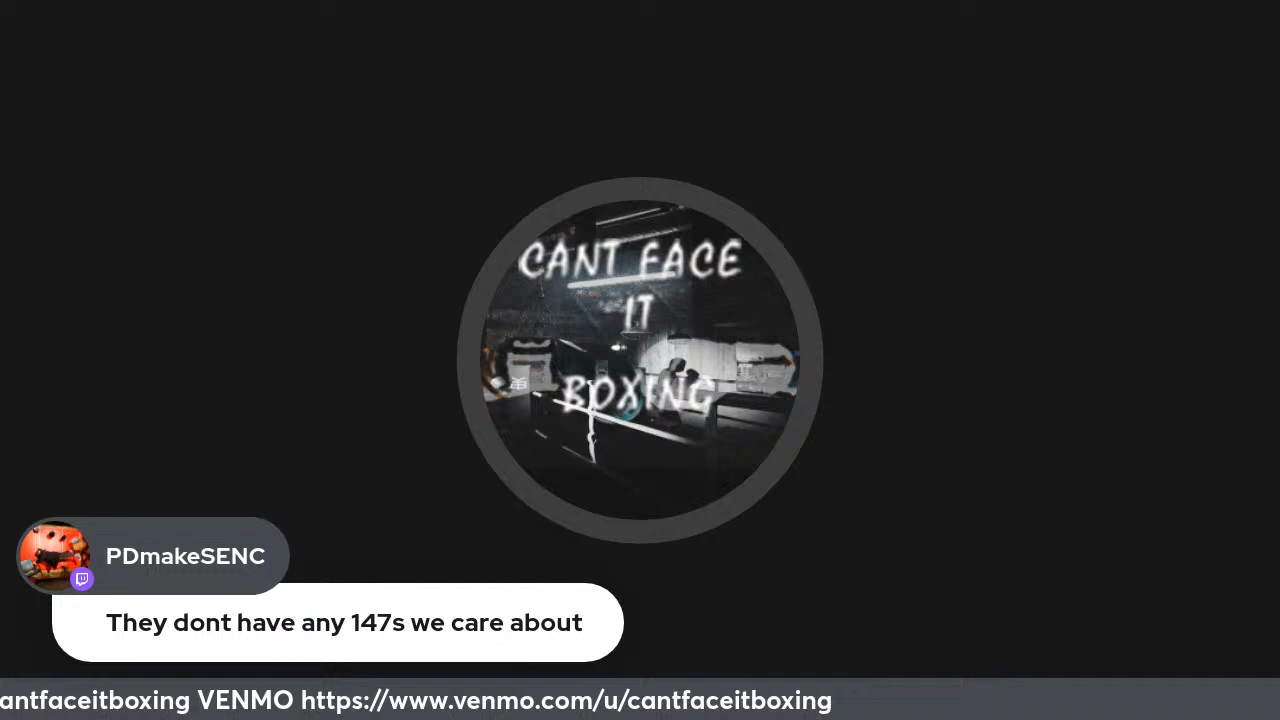 CANT FACE
IT
BOXING
PDmakeSENC
They dont have any 147s we care about
antfaceitboxing VENMO https://www.venmo.com/u/cantfaceitboxing